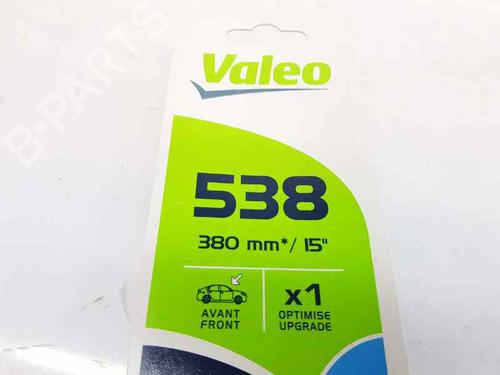 B-PARTS
Valeo
538
380 mm*/ 15"
AVANT
FRONT
x1
OPTIMISE
UPGRADE